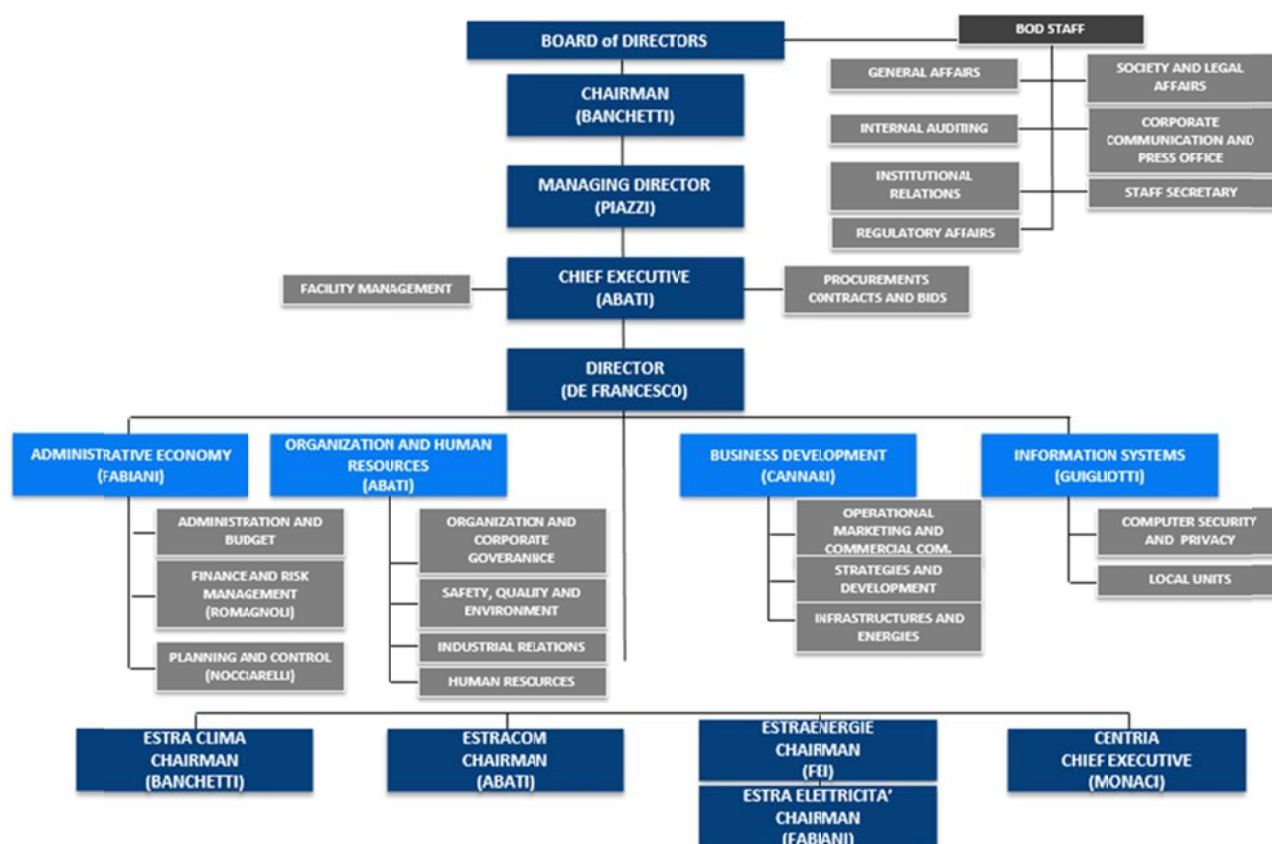 BOARD of DIRECTORS
BOD STAFF
GENERAL AFFAIRS
SOCIETY AND LEGAL
AFFAIRS
CHAIRMAN
(BANCHETTI)
INTERNAL AUDITING
CORPORATE
COMMUNICATION AND
PRESS OFFICE
MANAGING DIRECTOR
(PIAZZI)
INSTITUTIONAL
RELATIONS
STAFF SECRETARY
REGULATORY AFFAIRS
FACILITY MANAGEMENT
CHIEF EXECUTIVE
(ABATI)
PROCUREMENTS
CONTRACTS AND BIDS
DIRECTOR
(DE FRANCESCO)
ADMINISTRATIVE ECONOMY
(FABIANI)
ORGANIZATION AND HUMAN
RESOURCES
(ABATI)
BUSINESS DEVELOPMENT
(CANNARI)
INFORMATION SYSTEMS
(GUIGLIOTTI)
ADMINISTRATION AND
BUDGET
FINANCE AND RISK
MANAGEMENT
(ROMAGNOLI)
PLANNING AND CONTROL
(NOCCIARELLI)
ORGANIZATION AND
CORPORATE
GOVERANNCE
SAFETY, QUALITY AND
ENVIRONMENT
INDUSTRIAL RELATIONS
HUMAN RESOURCES
OPERATIONAL
MARKETING AND
COMMERCIAL COM.
STRATEGIES AND
DEVELOPMENT
INFRASTRUCTURES AND
ENERGIES
COMPUTER SECURITY
AND PRIVACY
LOCAL UNITS
ESTRA CLIMA
CHAIRMAN
(BANCHETTI)
ESTRACOM
CHAIRMAN
(ABATI)
ESTRAENERGIE
CHAIRMAN
(FEI)
ESTRA ELETTRICITA'
CHAIRMAN
(FABIANI)
CENTRIA
CHIEF EXECUTIVE
(MONACI)